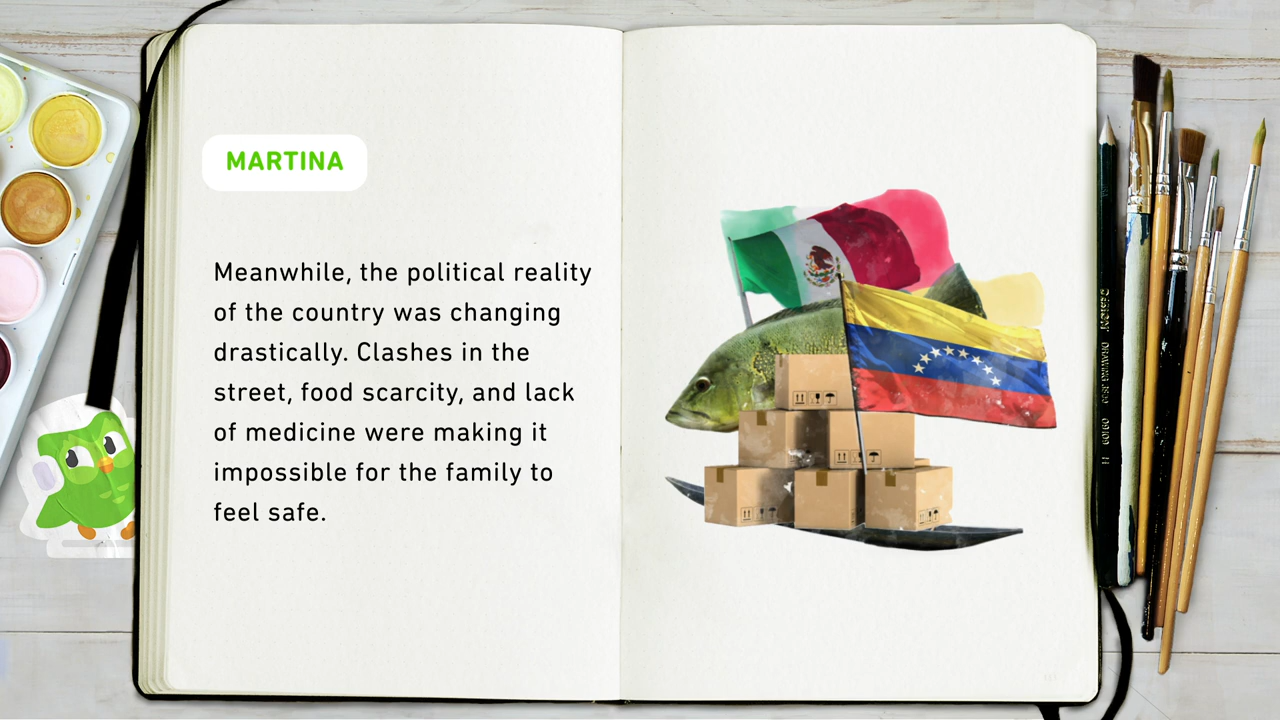 MARTINA
Meanwhile, the political reality
of the country was changing
drastically. Clashes in the
street, food scarcity, and lack
of medicine were making it
impossible for the family to
feel safe.